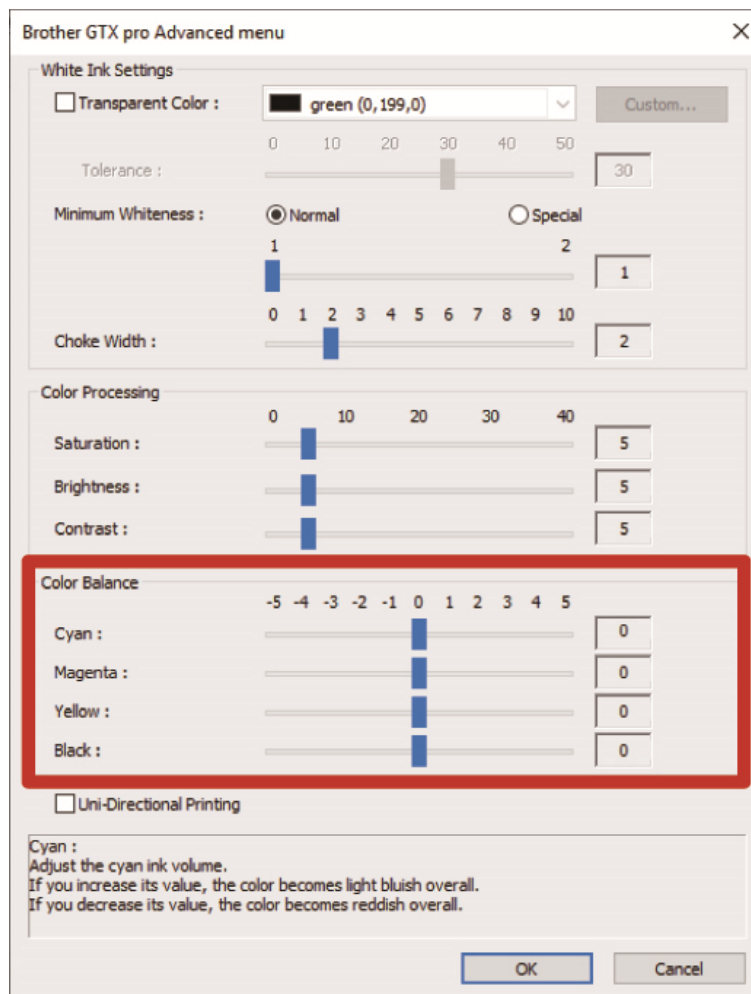 Brother GTX pro Advanced menu
White Ink Settings
Transparent Color : green (0,199,0) Custom...
0 10 20 30 40 50
Tolerance : 30
Minimum Whiteness : Normal Special
1 2
1
0 1 2 3 4 5 6 7 8 9 10
Choke Width : 2
Color Processing
0 10 20 30 40
Saturation : 5
Brightness : 5
Contrast : 5
Color Balance
-5 -4 -3 -2 -1 0 1 2 3 4 5
Cyan : 0
Magenta : 0
Yellow : 0
Black : 0
Uni-Directional Printing
Cyan :
Adjust the cyan ink volume.
If you increase its value, the color becomes light bluish overall.
If you decrease its value, the color becomes reddish overall.
OK Cancel